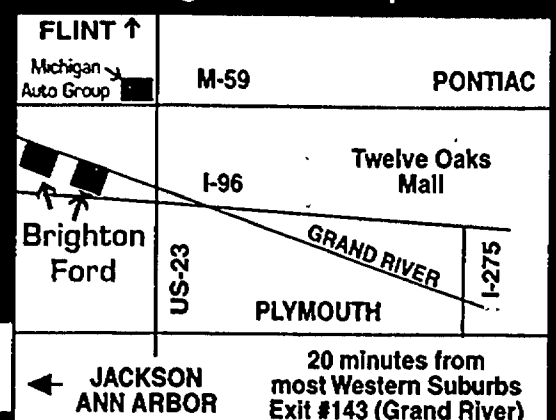 FLINT ↑
Michigan
Auto Group
M-59
PONTIAC
I-96
Twelve Oaks
Mall
Brighton
Ford
US-23
GRAND RIVER
I-275
PLYMOUTH
← JACKSON
ANN ARBOR
20 minutes from
most Western Suburbs
Exit #143 (Grand River)